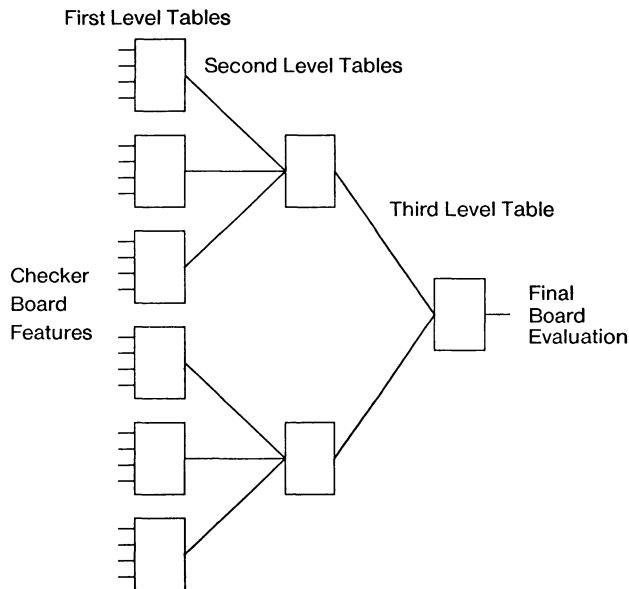 First Level Tables
Second Level Tables
Third Level Table
Checker
Board
Features
Final
Board
Evaluation